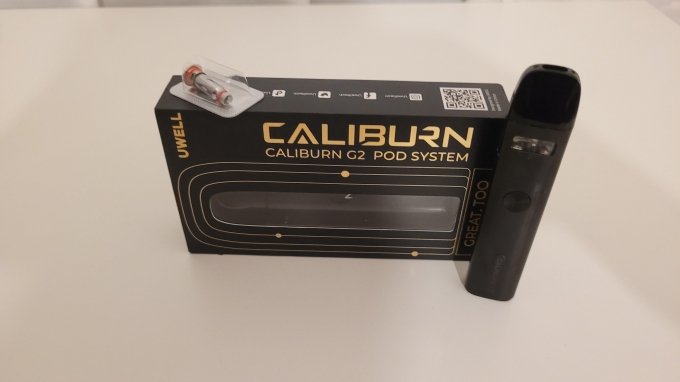 UWELL
CALIBURN
CALIBURN G2 POD SYSTEM
GREAT. TOO